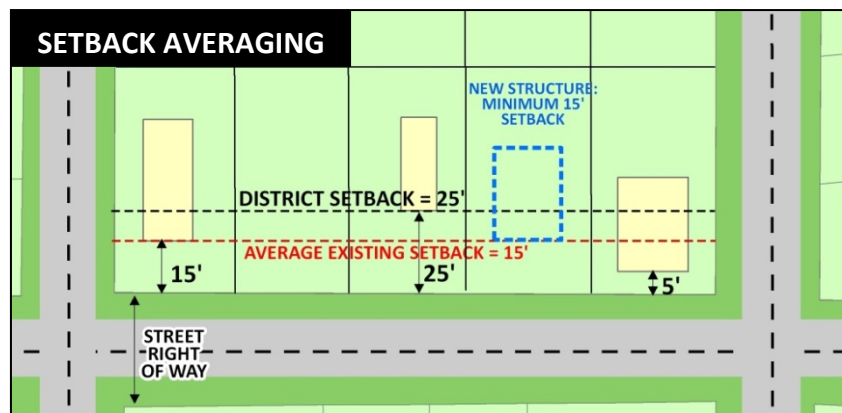 SETBACK AVERAGING
NEW STRUCTURE:
MINIMUM 15'
SETBACK
DISTRICT SETBACK = 25'
AVERAGE EXISTING SETBACK = 15'
15'
25'
5'
STREET
RIGHT
OF WAY